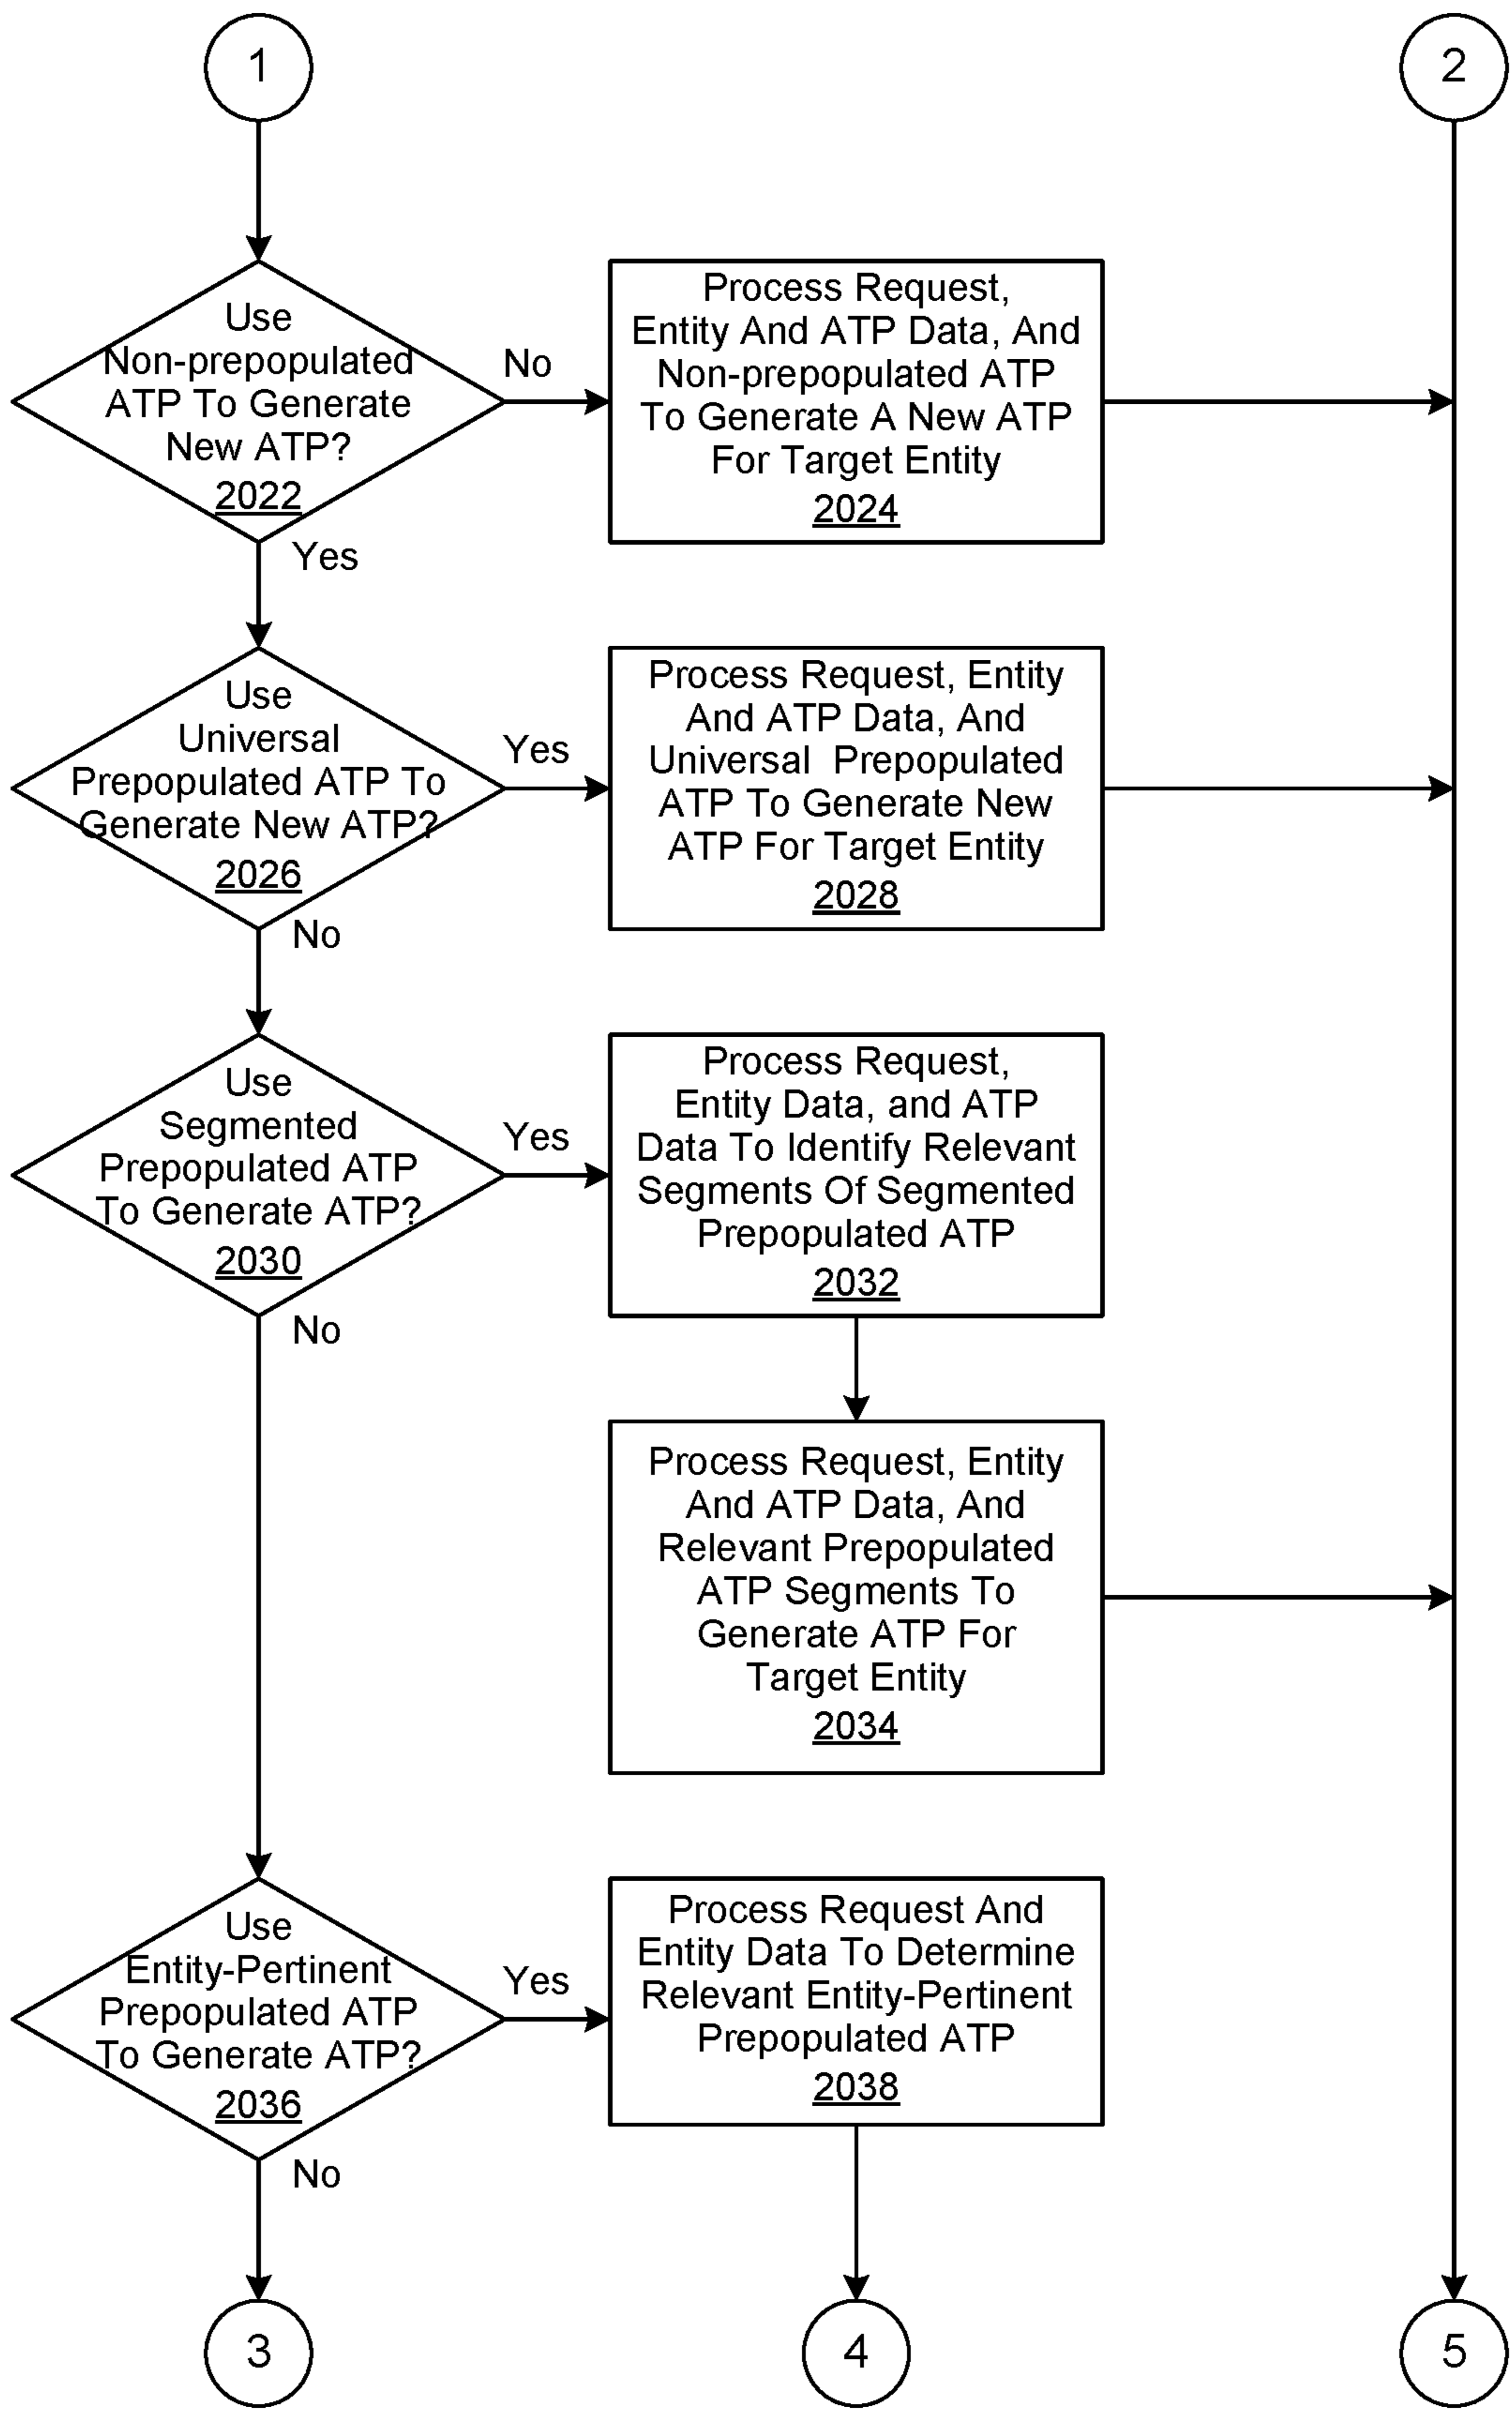 1
2
Use
Non-prepopulated
ATP To Generate
New ATP?
2022
No
Yes
Process Request,
Entity And ATP Data, And
Non-prepopulated ATP
To Generate A New ATP
For Target Entity
2024
Use
Universal
Prepopulated ATP To
Generate New ATP?
2026
Yes
No
Process Request, Entity
And ATP Data, And
Universal Prepopulated
ATP To Generate New
ATP For Target Entity
2028
Use
Segmented
Prepopulated ATP
To Generate ATP?
2030
Yes
No
Process Request,
Entity Data, and ATP
Data To Identify Relevant
Segments Of Segmented
Prepopulated ATP
2032
Process Request, Entity
And ATP Data, And
Relevant Prepopulated
ATP Segments To
Generate ATP For
Target Entity
2034
Use
Entity-Pertinent
Prepopulated ATP
To Generate ATP?
2036
Yes
No
Process Request And
Entity Data To Determine
Relevant Entity-Pertinent
Prepopulated ATP
2038
3
4
5